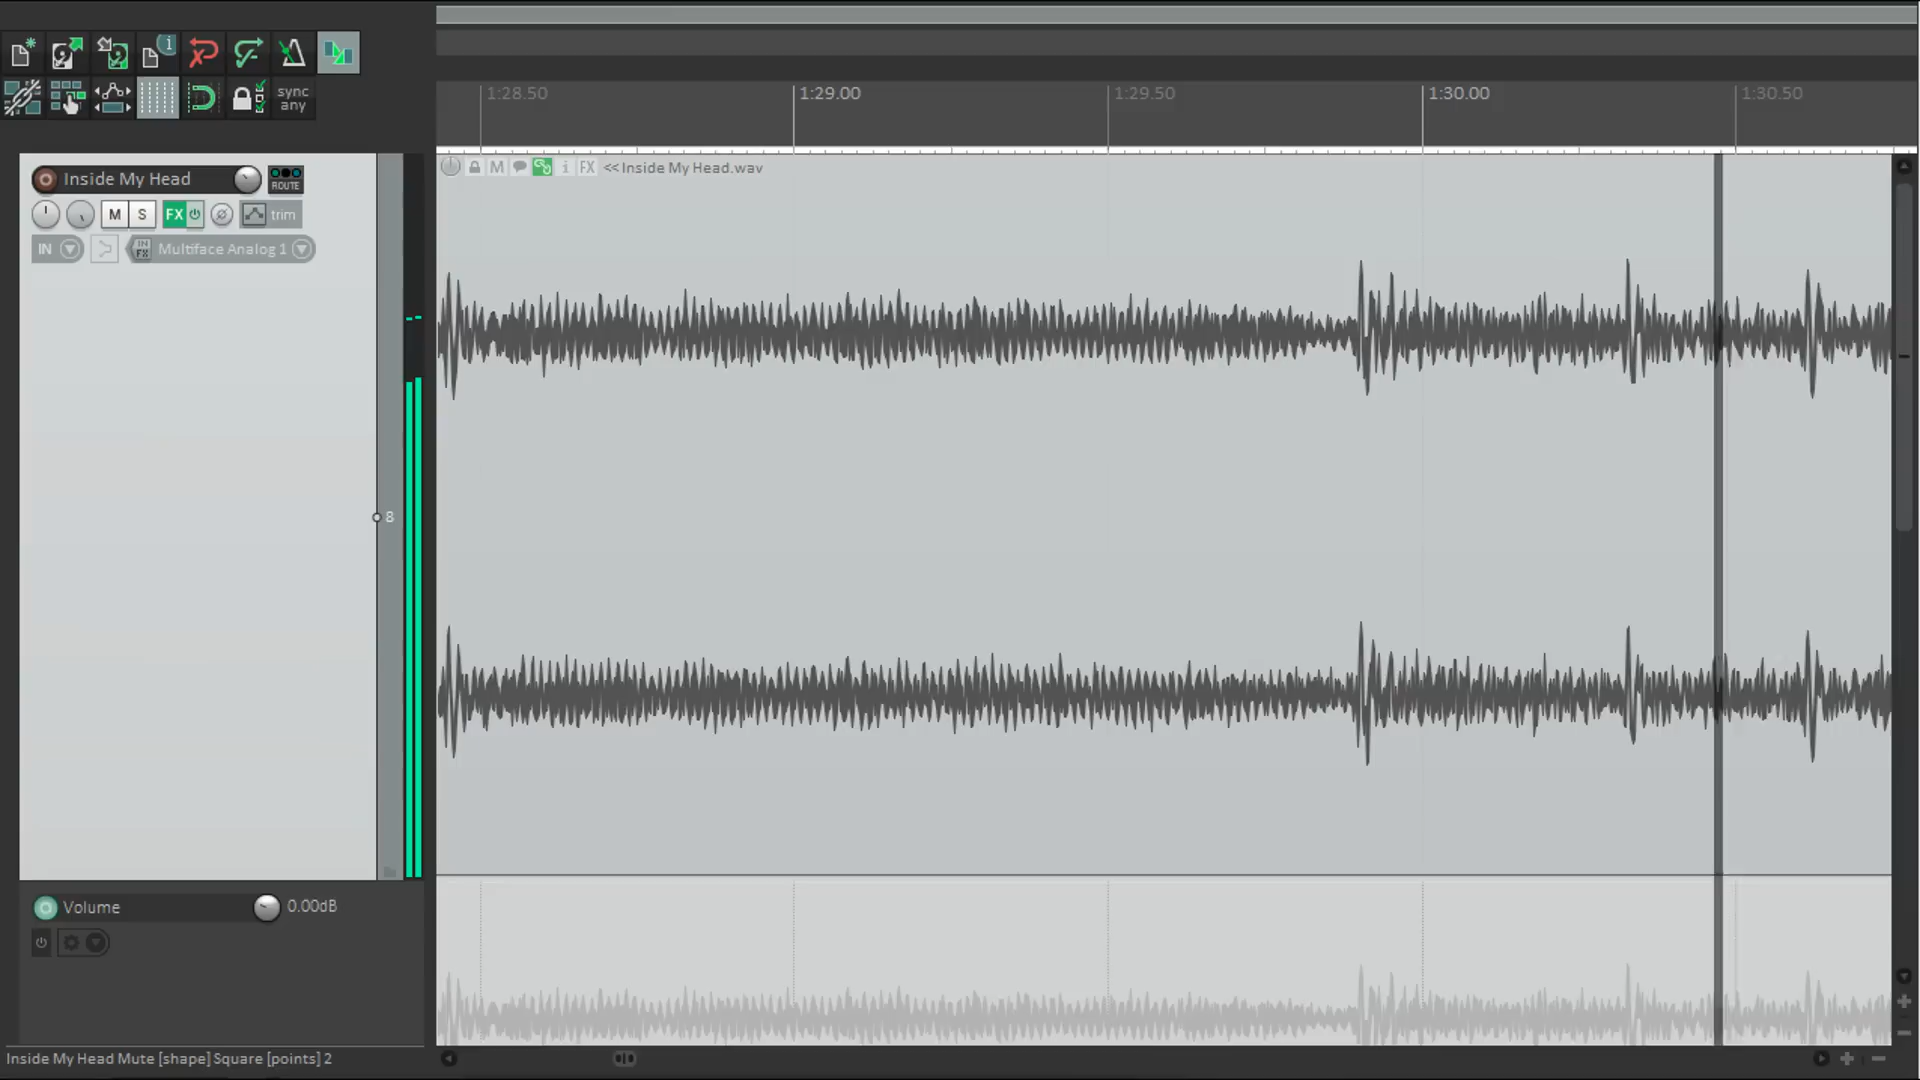 i
sync
any
1:28.50
1:29.00
1:29.50
1:30.00
1:30.50
Inside My Head
ROUTE
M S FX trim
IN IN FX Multiface Analog 1
M i FX << Inside My Head.wav
8
Volume 0.00dB
Inside My Head Mute [shape] Square [points] 2